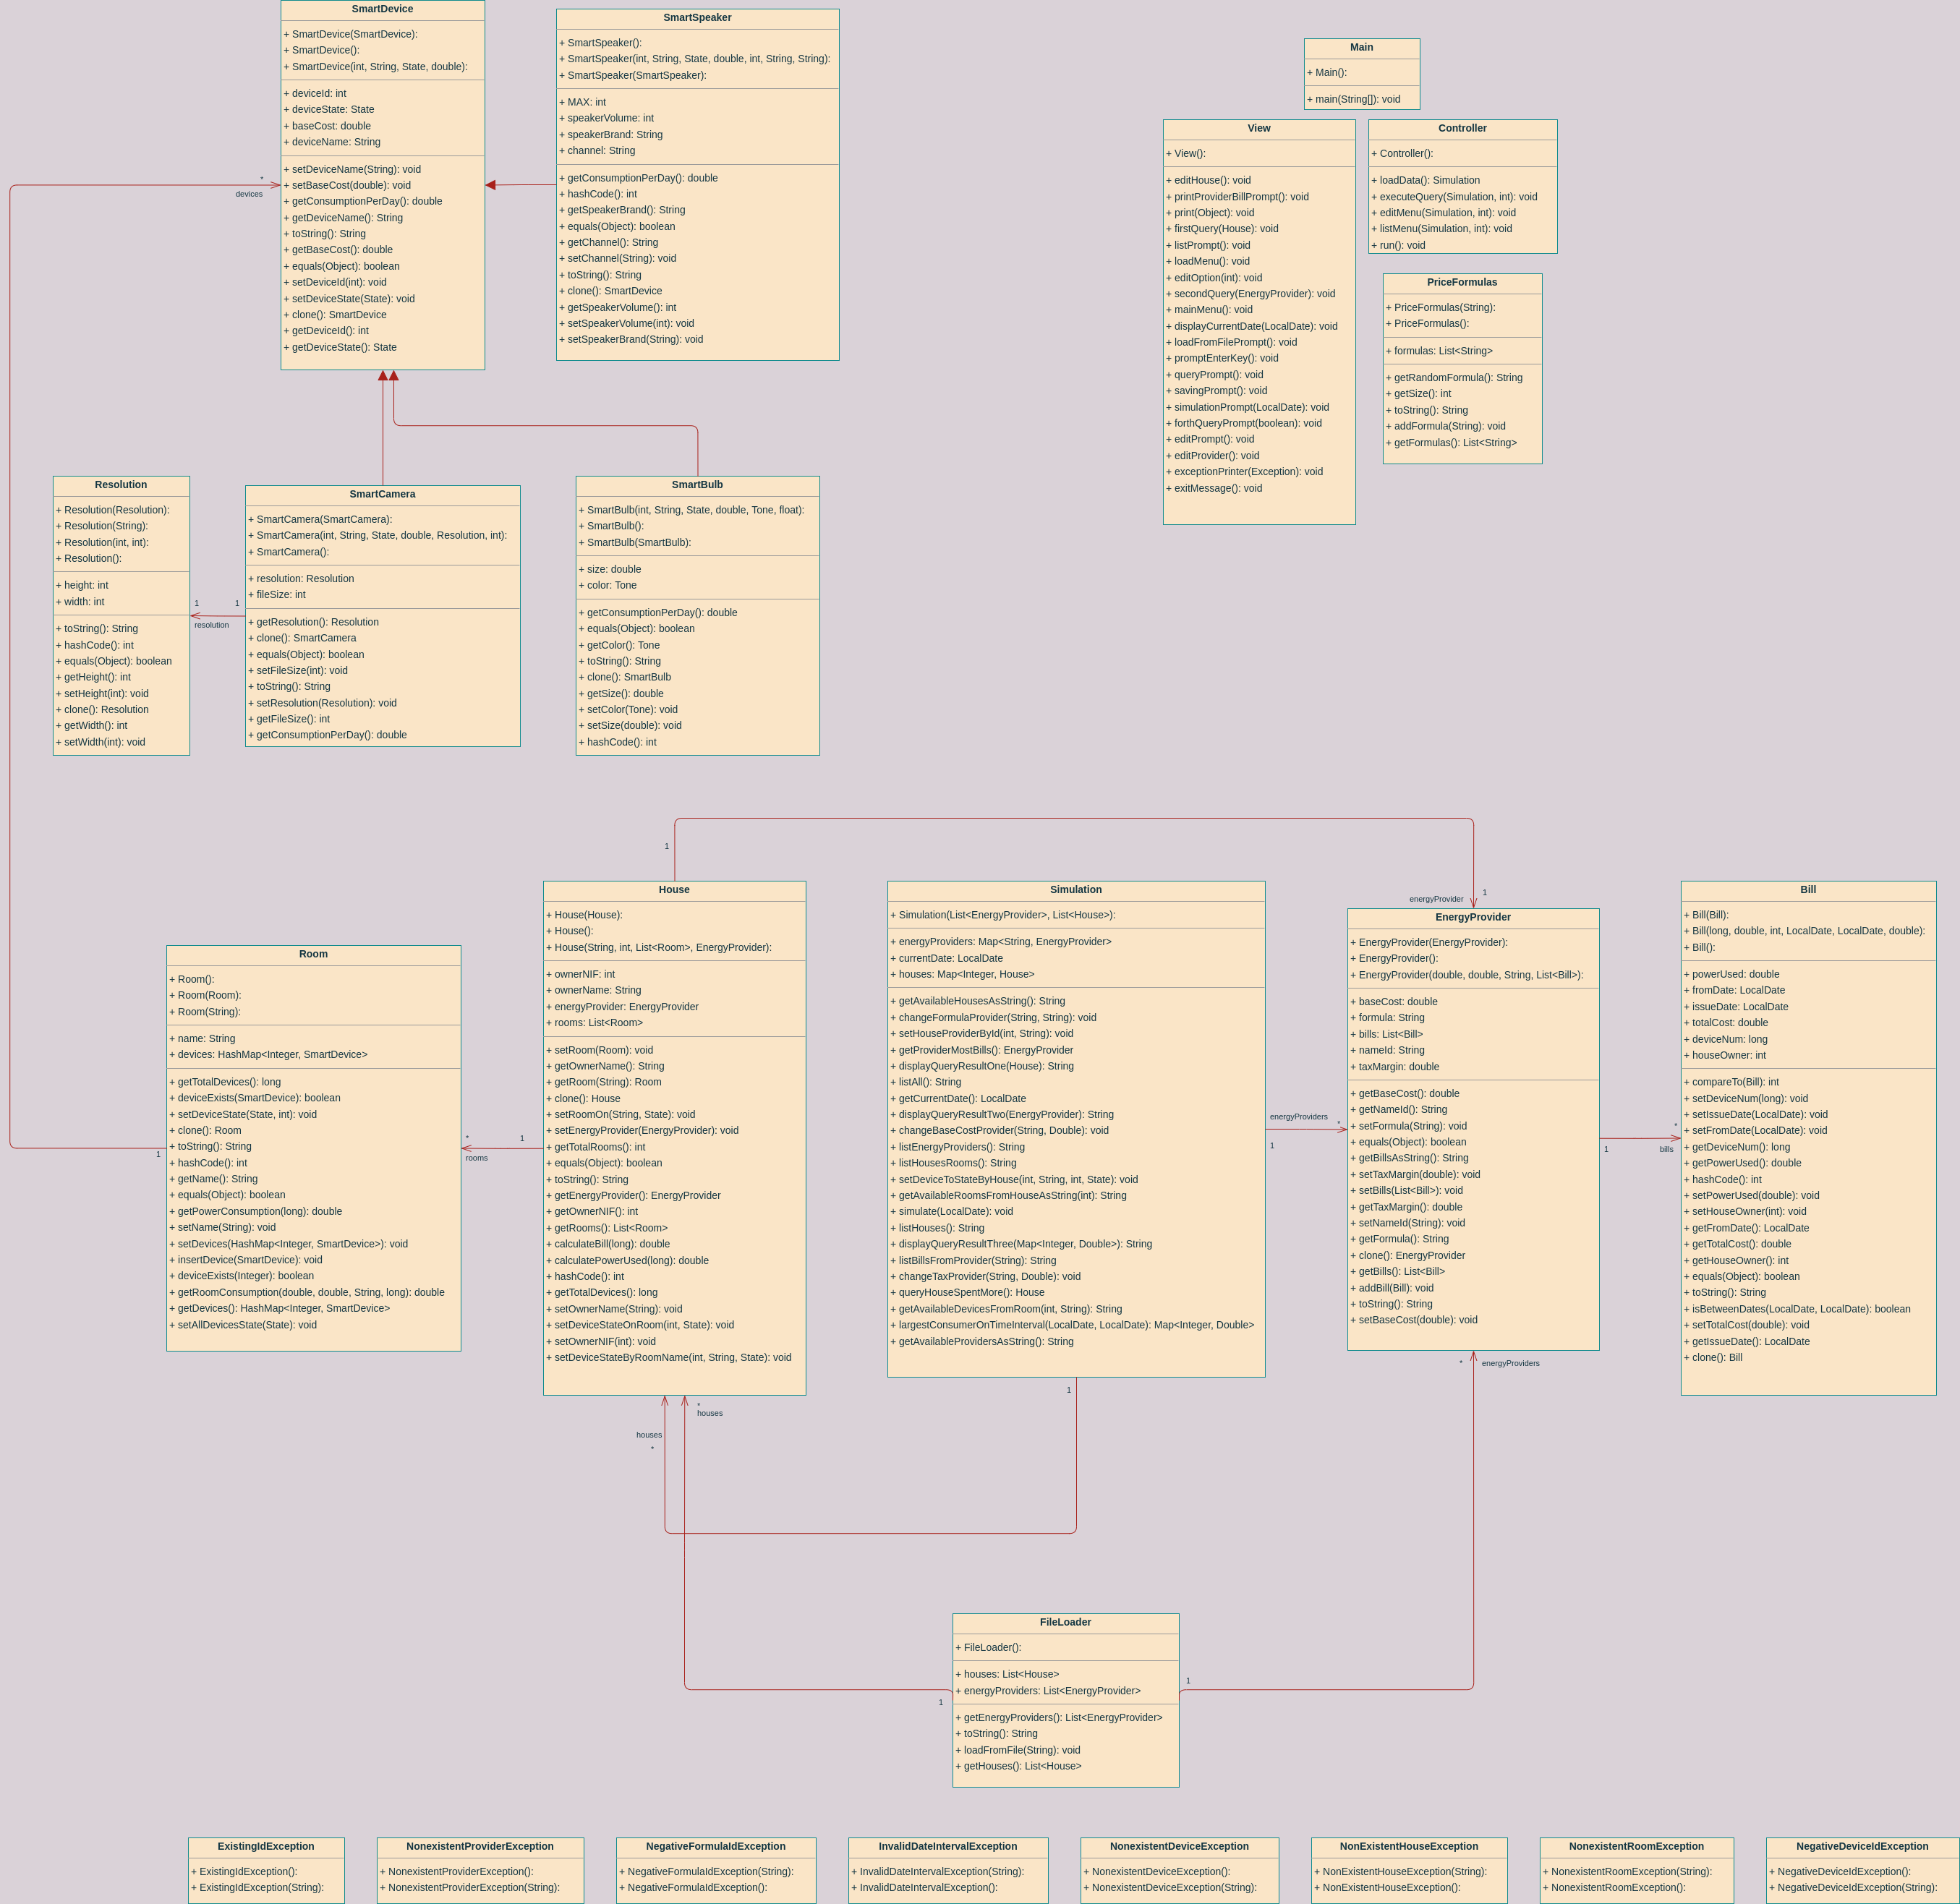 SmartDevice
+ SmartDevice(SmartDevice):
+ SmartDevice():
+ SmartDevice(int, String, State, double):
+ deviceId: int
+ deviceState: State
+ baseCost: double
+ deviceName: String
+ setDeviceName(String): void
+ setBaseCost(double): void
+ getConsumptionPerDay(): double
+ getDeviceName(): String
+ toString(): String
+ getBaseCost(): double
+ equals(Object): boolean
+ setDeviceId(int): void
+ setDeviceState(State): void
+ clone(): SmartDevice
+ getDeviceId(): int
+ getDeviceState(): State
*
devices
SmartSpeaker
+ SmartSpeaker():
+ SmartSpeaker(int, String, State, double, int, String, String):
+ SmartSpeaker(SmartSpeaker):
+ MAX: int
+ speakerVolume: int
+ speakerBrand: String
+ channel: String
+ getConsumptionPerDay(): double
+ hashCode(): int
+ getSpeakerBrand(): String
+ equals(Object): boolean
+ getChannel(): String
+ setChannel(String): void
+ toString(): String
+ clone(): SmartDevice
+ getSpeakerVolume(): int
+ setSpeakerVolume(int): void
+ setSpeakerBrand(String): void
Main
+ Main():
+ main(String[]): void
View
+ View():
+ editHouse(): void
+ printProviderBillPrompt(): void
+ print(Object): void
+ firstQuery(House): void
+ listPrompt(): void
+ loadMenu(): void
+ editOption(int): void
+ secondQuery(EnergyProvider): void
+ mainMenu(): void
+ displayCurrentDate(LocalDate): void
+ loadFromFilePrompt(): void
+ promptEnterKey(): void
+ queryPrompt(): void
+ savingPrompt(): void
+ simulationPrompt(LocalDate): void
+ forthQueryPrompt(boolean): void
+ editPrompt(): void
+ editProvider(): void
+ exceptionPrinter(Exception): void
+ exitMessage(): void
Controller
+ Controller():
+ loadData(): Simulation
+ executeQuery(Simulation, int): void
+ editMenu(Simulation, int): void
+ listMenu(Simulation, int): void
+ run(): void
PriceFormulas
+ PriceFormulas(String):
+ PriceFormulas():
+ formulas: List<String>
+ getRandomFormula(): String
+ getSize(): int
+ toString(): String
+ addFormula(String): void
+ getFormulas(): List<String>
Resolution
+ Resolution(Resolution):
+ Resolution(String):
+ Resolution(int, int):
+ Resolution():
+ height: int
+ width: int
+ toString(): String
+ hashCode(): int
+ equals(Object): boolean
+ getHeight(): int
+ setHeight(int): void
+ clone(): Resolution
+ getWidth(): int
+ setWidth(int): void
1
1
resolution
SmartCamera
+ SmartCamera(SmartCamera):
+ SmartCamera(int, String, State, double, Resolution, int):
+ SmartCamera():
+ resolution: Resolution
+ fileSize: int
+ getResolution(): Resolution
+ clone(): SmartCamera
+ equals(Object): boolean
+ setFileSize(int): void
+ toString(): String
+ setResolution(Resolution): void
+ getFileSize(): int
+ getConsumptionPerDay(): double
SmartBulb
+ SmartBulb(int, String, State, double, Tone, float):
+ SmartBulb():
+ SmartBulb(SmartBulb):
+ size: double
+ color: Tone
+ getConsumptionPerDay(): double
+ equals(Object): boolean
+ getColor(): Tone
+ toString(): String
+ clone(): SmartBulb
+ getSize(): double
+ setColor(Tone): void
+ setSize(double): void
+ hashCode(): int
Room
+ Room():
+ Room(Room):
+ Room(String):
+ name: String
+ devices: HashMap<Integer, SmartDevice>
+ getTotalDevices(): long
+ deviceExists(SmartDevice): boolean
+ setDeviceState(State, int): void
+ clone(): Room
+ toString(): String
+ hashCode(): int
+ getName(): String
+ equals(Object): boolean
+ getPowerConsumption(long): double
+ setName(String): void
+ setDevices(HashMap<Integer, SmartDevice>): void
+ insertDevice(SmartDevice): void
+ deviceExists(Integer): boolean
+ getRoomConsumption(double, double, String, long): double
+ getDevices(): HashMap<Integer, SmartDevice>
+ setAllDevicesState(State): void
1
*
1
rooms
1
House
+ House(House):
+ House():
+ House(String, int, List<Room>, EnergyProvider):
+ ownerNIF: int
+ ownerName: String
+ energyProvider: EnergyProvider
+ rooms: List<Room>
+ setRoom(Room): void
+ getOwnerName(): String
+ getRoom(String): Room
+ clone(): House
+ setRoomOn(String, State): void
+ setEnergyProvider(EnergyProvider): void
+ getTotalRooms(): int
+ equals(Object): boolean
+ toString(): String
+ getEnergyProvider(): EnergyProvider
+ getOwnerNIF(): int
+ getRooms(): List<Room>
+ calculateBill(long): double
+ calculatePowerUsed(long): double
+ hashCode(): int
+ getTotalDevices(): long
+ setOwnerName(String): void
+ setDeviceStateOnRoom(int, State): void
+ setOwnerNIF(int): void
+ setDeviceStateByRoomName(int, String, State): void
*
houses
houses
*
Simulation
+ Simulation(List<EnergyProvider>, List<House>):
+ energyProviders: Map<String, EnergyProvider>
+ currentDate: LocalDate
+ houses: Map<Integer, House>
+ getAvailableHousesAsString(): String
+ changeFormulaProvider(String, String): void
+ setHouseProviderById(int, String): void
+ getProviderMostBills(): EnergyProvider
+ displayQueryResultOne(House): String
+ listAll(): String
+ getCurrentDate(): LocalDate
+ displayQueryResultTwo(EnergyProvider): String
+ changeBaseCostProvider(String, Double): void
+ listEnergyProviders(): String
+ listHousesRooms(): String
+ setDeviceToStateByHouse(int, String, int, State): void
+ getAvailableRoomsFromHouseAsString(int): String
+ simulate(LocalDate): void
+ listHouses(): String
+ displayQueryResultThree(Map<Integer, Double>): String
+ listBillsFromProvider(String): String
+ changeTaxProvider(String, Double): void
+ queryHouseSpentMore(): House
+ getAvailableDevicesFromRoom(int, String): String
+ largestConsumerOnTimeInterval(LocalDate, LocalDate): Map<Integer, Double>
+ getAvailableProvidersAsString(): String
1
energyProviders
*
1
energyProvider
1
EnergyProvider
+ EnergyProvider(EnergyProvider):
+ EnergyProvider():
+ EnergyProvider(double, double, String, List<Bill>):
+ baseCost: double
+ formula: String
+ bills: List<Bill>
+ nameId: String
+ taxMargin: double
+ getBaseCost(): double
+ getNameId(): String
+ setFormula(String): void
+ equals(Object): boolean
+ getBillsAsString(): String
+ setTaxMargin(double): void
+ setBills(List<Bill>): void
+ getTaxMargin(): double
+ setNameId(String): void
+ getFormula(): String
+ clone(): EnergyProvider
+ getBills(): List<Bill>
+ addBill(Bill): void
+ toString(): String
+ setBaseCost(double): void
*
energyProviders
*
1
bills
Bill
+ Bill(Bill):
+ Bill(long, double, int, LocalDate, LocalDate, double):
+ Bill():
+ powerUsed: double
+ fromDate: LocalDate
+ issueDate: LocalDate
+ totalCost: double
+ deviceNum: long
+ houseOwner: int
+ compareTo(Bill): int
+ setDeviceNum(long): void
+ setIssueDate(LocalDate): void
+ setFromDate(LocalDate): void
+ getDeviceNum(): long
+ getPowerUsed(): double
+ hashCode(): int
+ setPowerUsed(double): void
+ setHouseOwner(int): void
+ getFromDate(): LocalDate
+ getTotalCost(): double
+ getHouseOwner(): int
+ equals(Object): boolean
+ toString(): String
+ isBetweenDates(LocalDate, LocalDate): boolean
+ setTotalCost(double): void
+ getIssueDate(): LocalDate
+ clone(): Bill
FileLoader
+ FileLoader():
+ houses: List<House>
+ energyProviders: List<EnergyProvider>
+ getEnergyProviders(): List<EnergyProvider>
+ toString(): String
+ loadFromFile(String): void
+ getHouses(): List<House>
1
1
ExistingIdException
+ ExistingIdException():
+ ExistingIdException(String):
NonexistentProviderException
+ NonexistentProviderException():
+ NonexistentProviderException(String):
NegativeFormulaIdException
+ NegativeFormulaIdException(String):
+ NegativeFormulaIdException():
InvalidDateIntervalException
+ InvalidDateIntervalException(String):
+ InvalidDateIntervalException():
NonexistentDeviceException
+ NonexistentDeviceException():
+ NonexistentDeviceException(String):
NonExistentHouseException
+ NonExistentHouseException(String):
+ NonExistentHouseException():
NonexistentRoomException
+ NonexistentRoomException(String):
+ NonexistentRoomException():
NegativeDeviceIdException
+ NegativeDeviceIdException():
+ NegativeDeviceIdException(String):